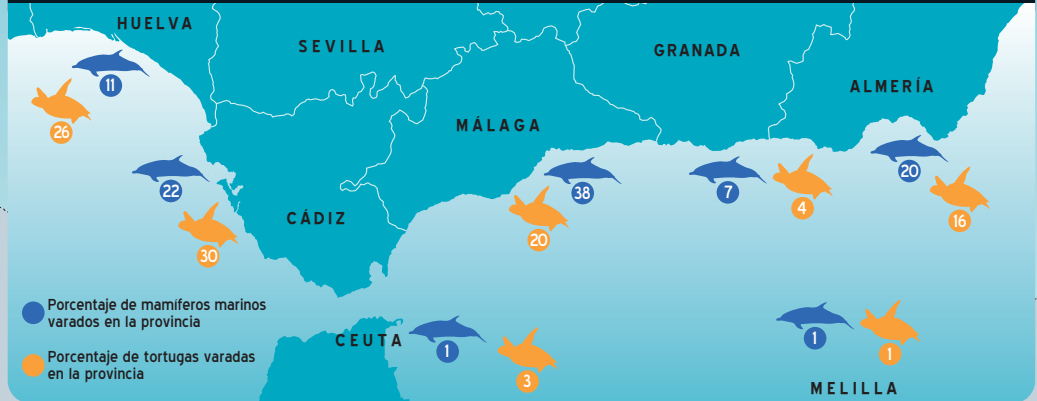 HUELVA
SEVILLA
GRANADA
ALMERÍA
MÁLAGA
CÁDIZ
11
26
22
30
38
20
7
4
20
16
Porcentaje de mamíferos marinos
varados en la provincia
Porcentaje de tortugas varadas
en la provincia
CEUTA
1
3
1
1
MELILLA